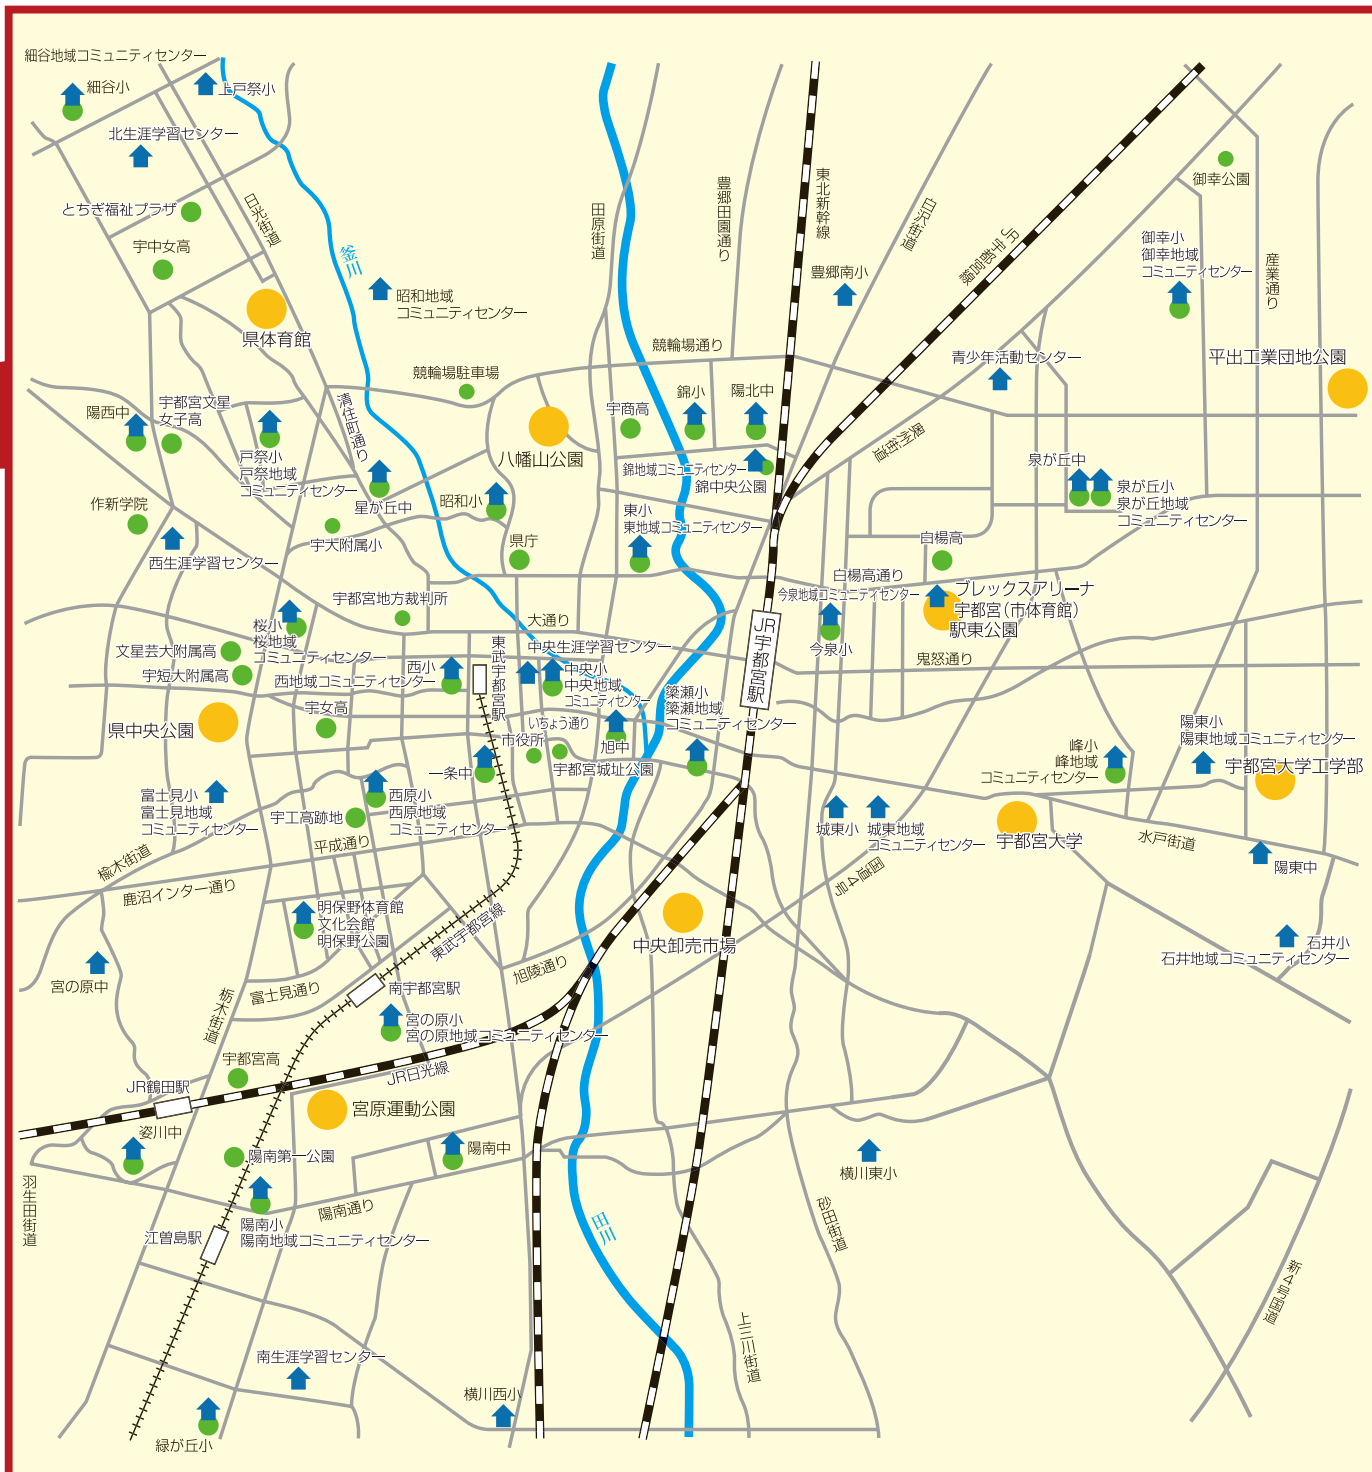 細谷地域コミュニティセンター
細谷小
上戸祭小
北生涯学習センター
とちぎ福祉プラザ
宇中女高
日光街道
釜川
県体育館
昭和地域
コミュニティセンター
田原街道
豊郷田園通り
東北新幹線
白沢街道
JR宇都宮線
豊郷南小
御幸公園
御幸小
御幸地域
コミュニティセンター
産業通り
平出工業団地公園
青少年活動センター
競輪場通り
競輪場駐車場
清住町通り
陽西中
宇都宮文星
女子高
戸祭小
戸祭地域
コミュニティセンター
星が丘中
昭和小
八幡山公園
宇商高
錦小
陽北中
錦地域コミュニティセンター
錦中央公園
奥州街道
泉が丘中
泉が丘小
泉が丘地域
コミュニティセンター
作新学院
西生涯学習センター
宇大附属小
県庁
東小
東地域コミュニティセンター
白楊高
白楊高通り
今泉地域コミュニティセンター
今泉小
ブレックスアリーナ
宇都宮(市体育館)
駅東公園
鬼怒通り
宇都宮地方裁判所
大通り
桜小
桜地域
コミュニティセンター
文星芸大附属高
宇短大附属高
西小
西地域コミュニティセンター
東武宇都宮駅
中央生涯学習センター
中央小
中央地域
コミュニティセンター
簗瀬小
簗瀬地域
コミュニティセンター
JR宇都宮駅
県中央公園
宇女高
いちょう通り
市役所
旭中
宇都宮城址公園
一条中
陽東小
陽東地域コミュニティセンター
峰小
峰地域
コミュニティセンター
宇都宮大学工学部
富士見小
富士見地域
コミュニティセンター
宇工高跡地
西原小
西原地域
コミュニティセンター
城東小
城東地域
コミュニティセンター
宇都宮大学
水戸街道
陽東中
平成通り
楡木街道
鹿沼インター通り
国道4号
明保野体育館
文化会館
明保野公園
東武宇都宮線
旭陵通り
中央卸売市場
石井小
石井地域コミュニティセンター
宮の原中
栃木街道
富士見通り
南宇都宮駅
宮の原小
宮の原地域コミュニティセンター
宇都宮高
JR鶴田駅
JR日光線
宮原運動公園
姿川中
陽南第一公園
陽南中
横川東小
羽生田街道
陽南通り
江曽島駅
陽南小
陽南地域コミュニティセンター
田川
砂田街道
新4号国道
上三川街道
南生涯学習センター
横川西小
緑が丘小